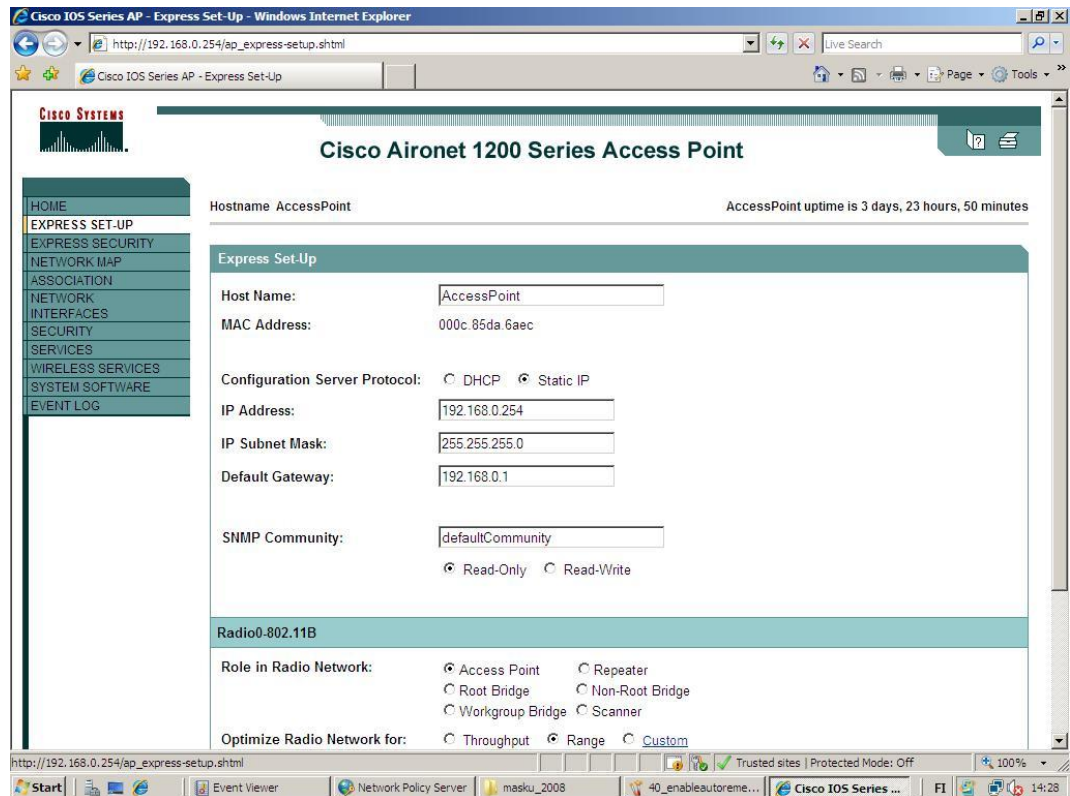 Cisco IOS Series AP - Express Set-Up - Windows Internet Explorer
http://192.168.0.254/ap_express-setup.shtml
Live Search
Cisco IOS Series AP - Express Set-Up
Page Tools
CISCO SYSTEMS
Cisco Aironet 1200 Series Access Point
HOME
EXPRESS SET-UP
EXPRESS SECURITY
NETWORK MAP
ASSOCIATION
NETWORK
INTERFACES
SECURITY
SERVICES
WIRELESS SERVICES
SYSTEM SOFTWARE
EVENT LOG
Hostname AccessPoint
AccessPoint uptime is 3 days, 23 hours, 50 minutes
Express Set-Up
Host Name: AccessPoint
MAC Address: 000c.85da.6aec
Configuration Server Protocol: DHCP Static IP
IP Address: 192.168.0.254
IP Subnet Mask: 255.255.255.0
Default Gateway: 192.168.0.1
SNMP Community: defaultCommunity
Read-Only Read-Write
Radio0-802.11B
Role in Radio Network: Access Point Repeater
Root Bridge Non-Root Bridge
Workgroup Bridge Scanner
Optimize Radio Network for: Throughput Range Custom
http://192.168.0.254/ap_express-setup.shtml
Trusted sites | Protected Mode: Off
100%
Start
Event Viewer
Network Policy Server
masku_2008
40_enableautoreme...
Cisco IOS Series ...
FI
14:28